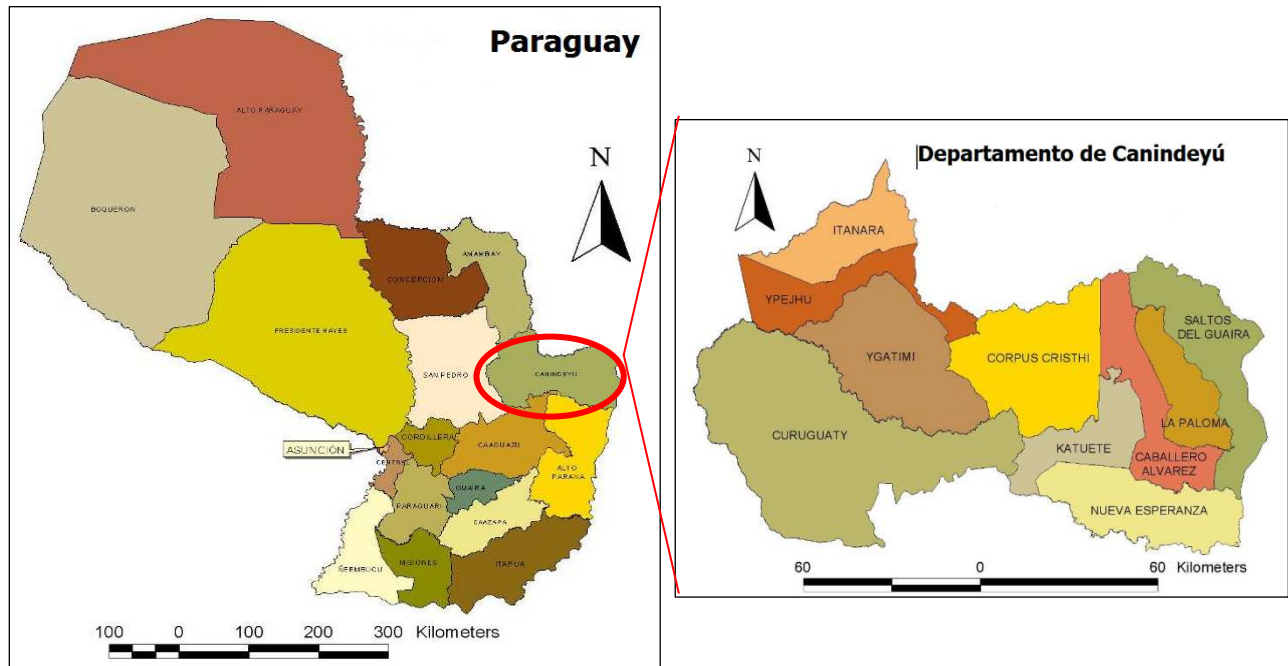 Paraguay
N
ALTO PARAGUAY
BOQUERON
CONCEPCION
AMAMBAY
PRESIDENTE HAYES
SAN PEDRO
CANINDEYU
CORDILLERA
CAAGUAZU
ASUNCIÓN
CENTRAL
ALTO
PARANA
GUAIRA
PARAGUARI
CAAZAPA
ÑEEMBUCU
MISIONES
ITAPUA
100 0 100 200 300 Kilometers
Departamento de Canindeyú
N
ITANARA
YPEJHU
YGATIMI
CORPUS CRISTHI
SALTOS
DEL GUAIRA
LA PALOMA
CURUGUATY
KATUETE
CABALLERO
ALVAREZ
NUEVA ESPERANZA
60 0 60 Kilometers